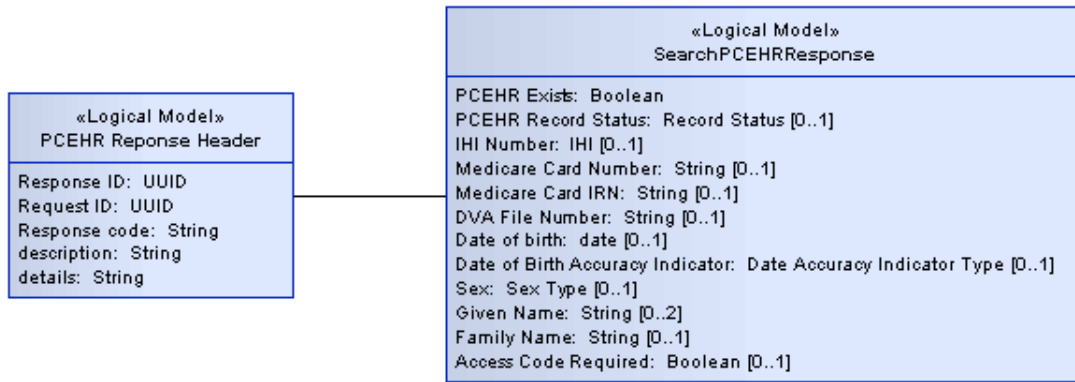 «Logical Model»
PCEHR Reponse Header
Response ID: UUID
Request ID: UUID
Response code: String
description: String
details: String
«Logical Model»
SearchPCEHRResponse
PCEHR Exists: Boolean
PCEHR Record Status: Record Status [0..1]
IHI Number: IHI [0..1]
Medicare Card Number: String [0..1]
Medicare Card IRN: String [0..1]
DVA File Number: String [0..1]
Date of birth: date [0..1]
Date of Birth Accuracy Indicator: Date Accuracy Indicator Type [0..1]
Sex: Sex Type [0..1]
Given Name: String [0..2]
Family Name: String [0..1]
Access Code Required: Boolean [0..1]